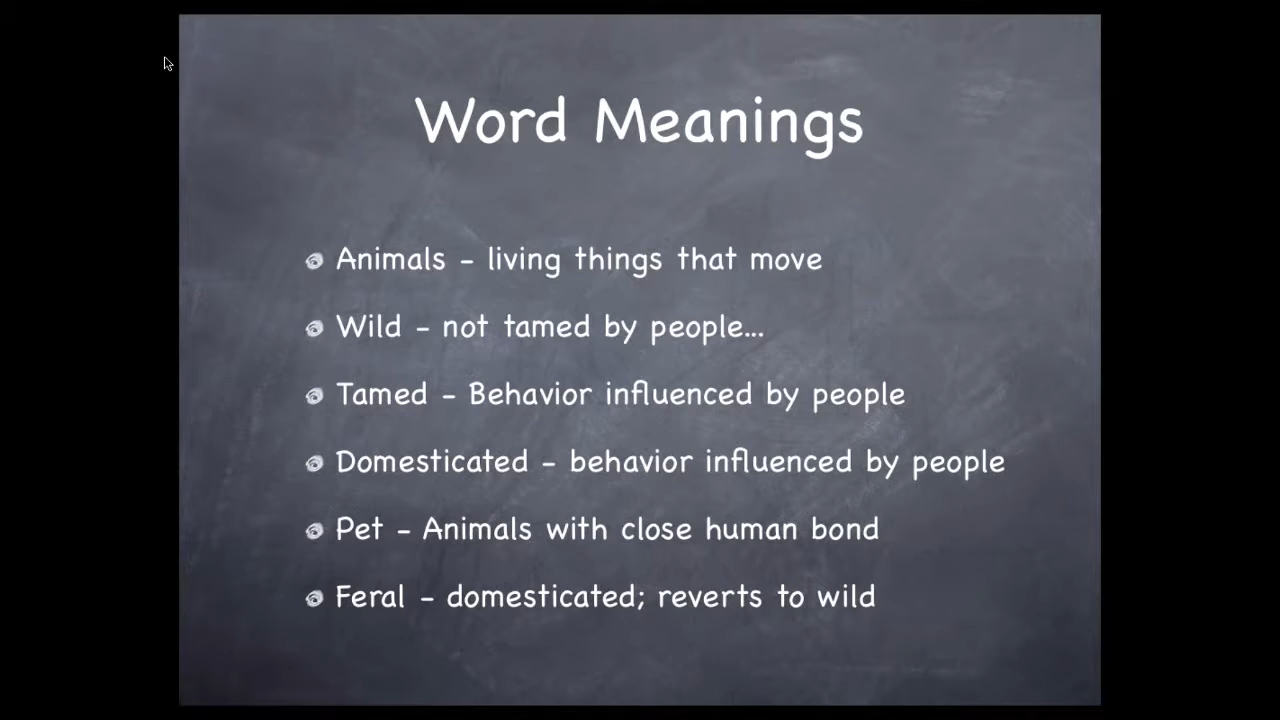 Word Meanings
Animals - living things that move
Wild - not tamed by people...
Tamed - Behavior influenced by people
Domesticated - behavior influenced by people
Pet - Animals with close human bond
Feral - domesticated; reverts to wild